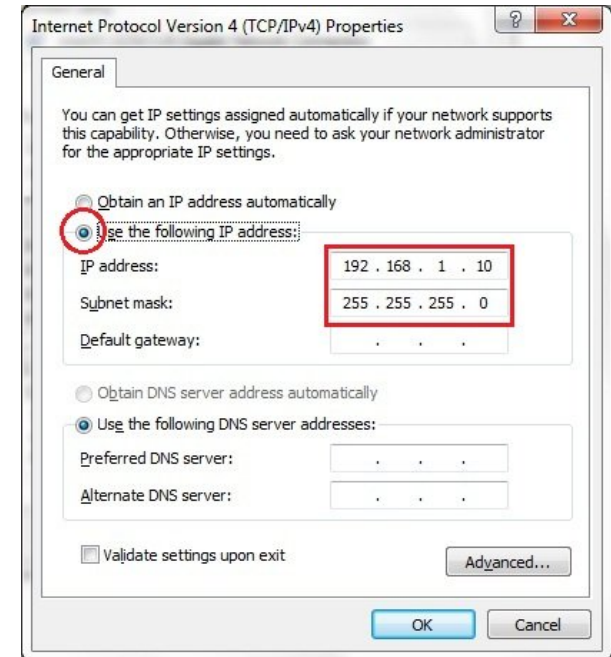 Internet Protocol Version 4 (TCP/IPv4) Properties
?
X
General
You can get IP settings assigned automatically if your network supports
this capability. Otherwise, you need to ask your network administrator
for the appropriate IP settings.
Obtain an IP address automatically
Use the following IP address:
IP address: 192 . 168 . 1 . 10
Subnet mask: 255 . 255 . 255 . 0
Default gateway: . . .
Obtain DNS server address automatically
Use the following DNS server addresses:
Preferred DNS server: . . .
Alternate DNS server: . . .
Validate settings upon exit
Advanced...
OK Cancel